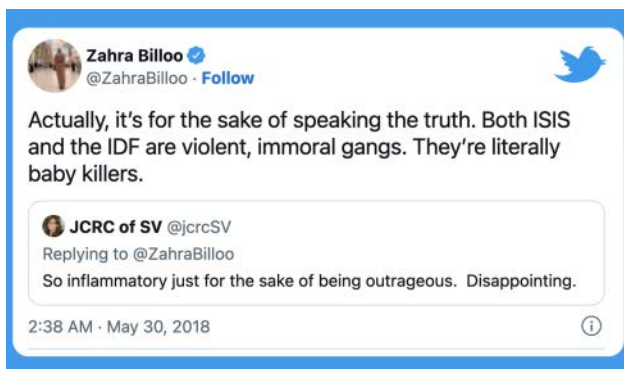 Zahra Billoo
@ZahraBilloo · Follow
Actually, it's for the sake of speaking the truth. Both ISIS
and the IDF are violent, immoral gangs. They're literally
baby killers.
JCRC of SV @jcrcSV
Replying to @ZahraBilloo
So inflammatory just for the sake of being outrageous.  Disappointing.
2:38 AM · May 30, 2018